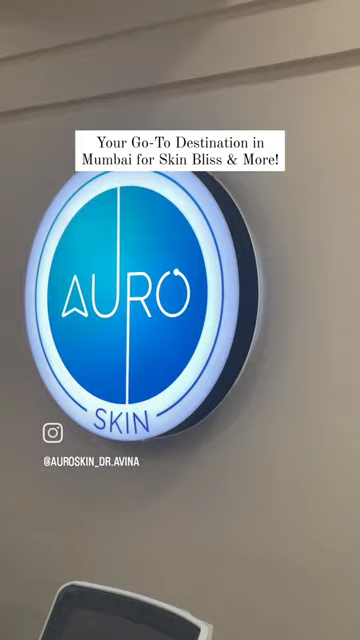 Your Go-To Destination in
Mumbai for Skin Bliss & More!
AURO
SKIN
@AUROSKIN_DR.AVINA